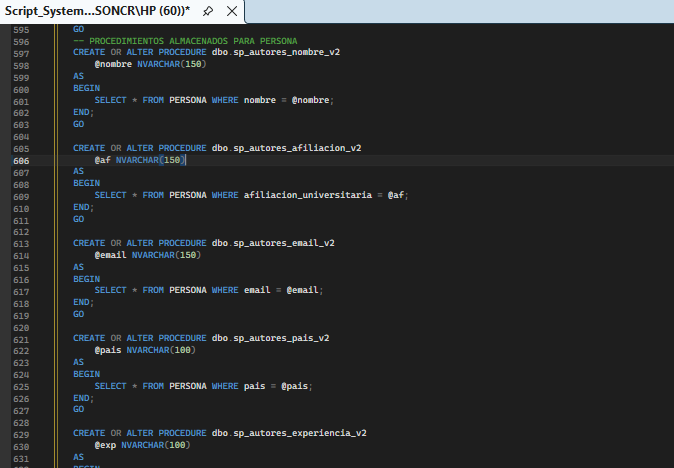 Script_System...SONCR\HP (60))*
595 GO
596 -- PROCEDIMIENTOS ALMACENADOS PARA PERSONA
597 CREATE OR ALTER PROCEDURE dbo.sp_autores_nombre_v2
598 @nombre NVARCHAR(150)
599 AS
600 BEGIN
601 SELECT * FROM PERSONA WHERE nombre = @nombre;
602 END;
603 GO
604
605 CREATE OR ALTER PROCEDURE dbo.sp_autores_afiliacion_v2
606 @af NVARCHAR(150)
607 AS
608 BEGIN
609 SELECT * FROM PERSONA WHERE afiliacion_universitaria = @af;
610 END;
611 GO
612
613 CREATE OR ALTER PROCEDURE dbo.sp_autores_email_v2
614 @email NVARCHAR(150)
615 AS
616 BEGIN
617 SELECT * FROM PERSONA WHERE email = @email;
618 END;
619 GO
620
621 CREATE OR ALTER PROCEDURE dbo.sp_autores_pais_v2
622 @pais NVARCHAR(100)
623 AS
624 BEGIN
625 SELECT * FROM PERSONA WHERE pais = @pais;
626 END;
627 GO
628
629 CREATE OR ALTER PROCEDURE dbo.sp_autores_experiencia_v2
630 @exp NVARCHAR(100)
631 AS
632 BEGIN